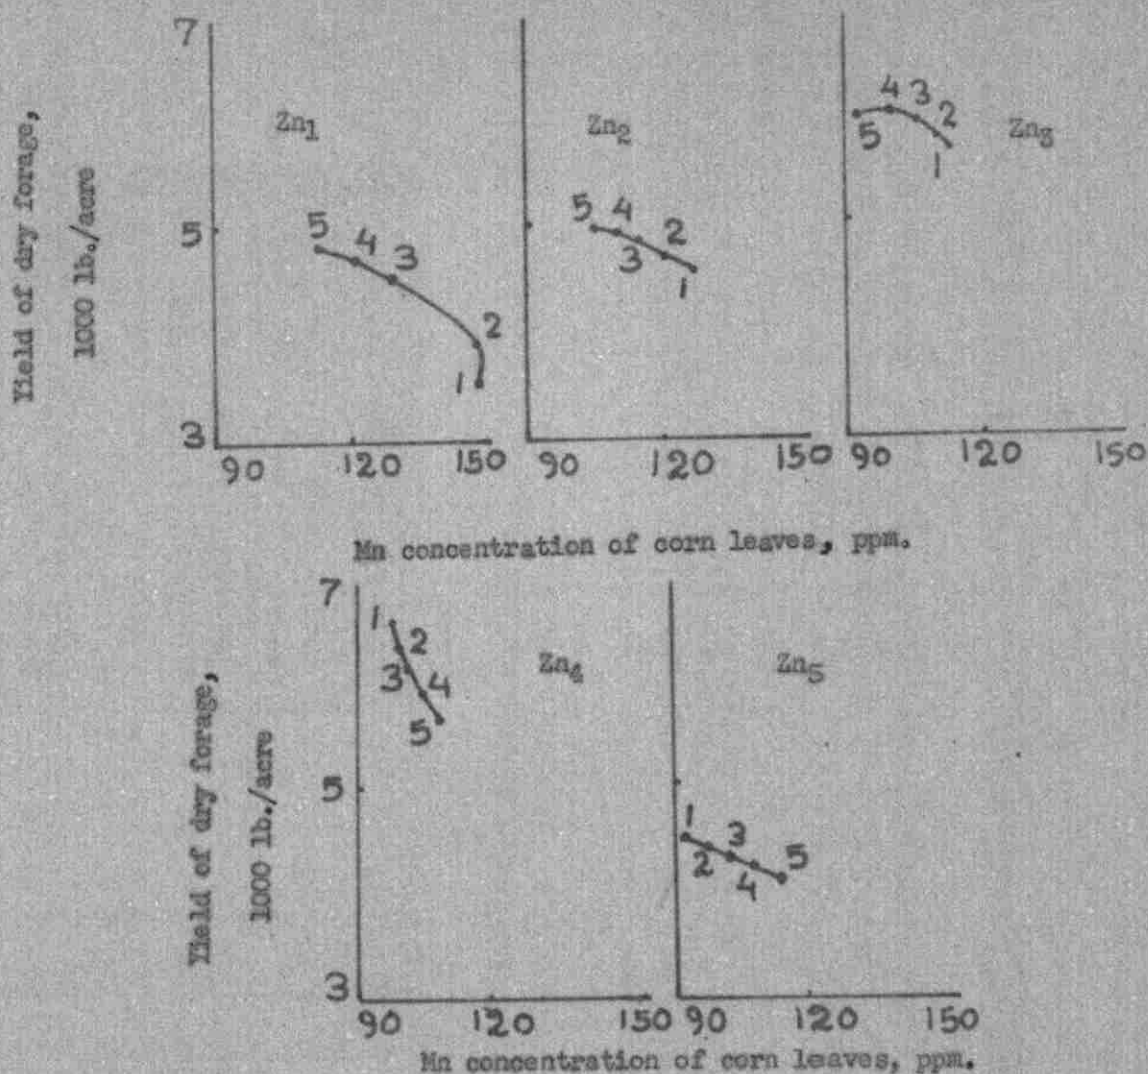 7
Zn1
Zn2
4 3 2
5
1
Zn3
Yield of dry forage,
1000 lb./acre
5
5 4 3
2
1
5 4 2
3
1
3
90 120 150 90 120 150 90 120 150
Mn concentration of corn leaves, ppm.
7
1
2
3 4
5
Zn4
Zn5
Yield of dry forage,
1000 lb./acre
5
1 3 5
2 4
3
90 120 150 90 120 150
Mn concentration of corn leaves, ppm.